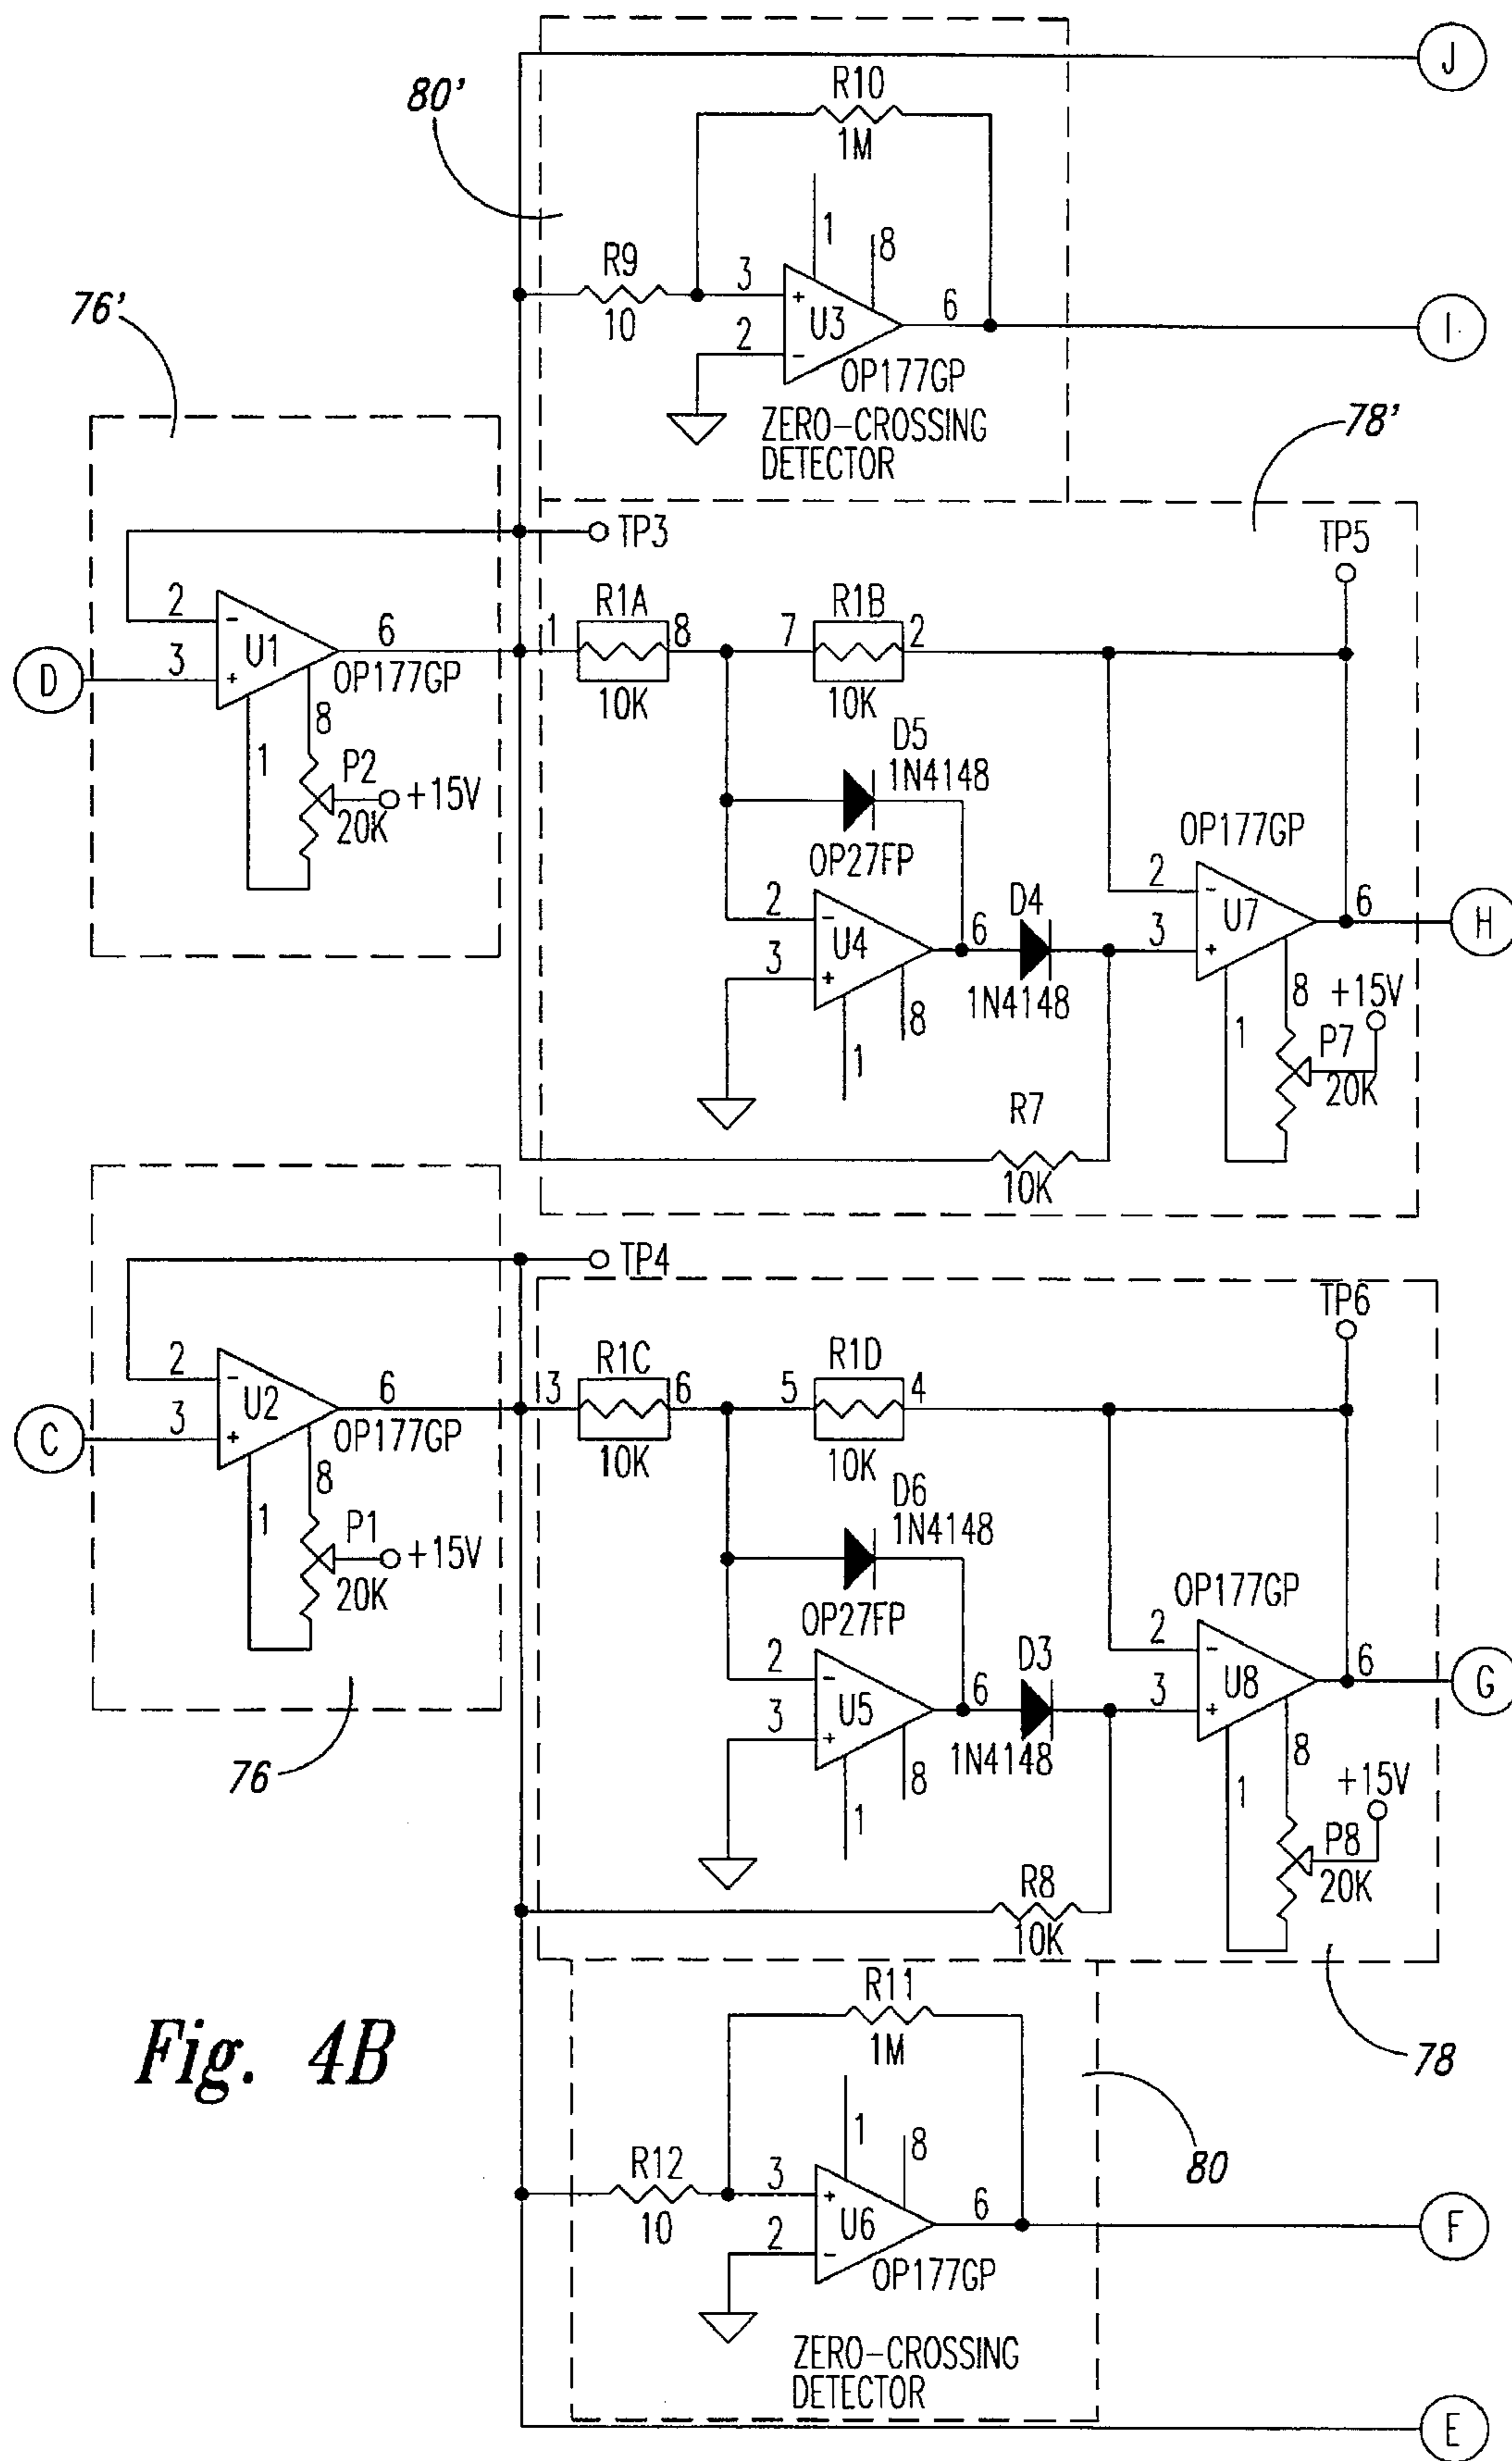 J
80'
R10
1M
1
8
R9
10
3
+
2
-
U3
6
OP177GP
I
ZERO-CROSSING
DETECTOR
76'
78'
TP3
TP5
R1A
1
8
10K
R1B
7
2
10K
D
2
-
3
+
U1
6
OP177GP
8
1
P2
20K
+15V
D5
1N4148
OP27FP
2
-
3
+
U4
6
8
1
D4
1N4148
OP177GP
2
-
3
+
U7
6
H
8
+15V
1
P7
20K
R7
10K
TP4
TP6
R1C
3
6
10K
R1D
5
4
10K
C
2
-
3
+
U2
6
OP177GP
8
1
P1
20K
+15V
76
D6
1N4148
OP27FP
2
-
3
+
U5
6
8
1
D3
1N4148
OP177GP
2
-
3
+
U8
6
G
8
+15V
1
P8
20K
R8
10K
78
Fig. 4B
R11
1M
1
8
80
R12
10
3
+
2
-
U6
6
OP177GP
F
ZERO-CROSSING
DETECTOR
E